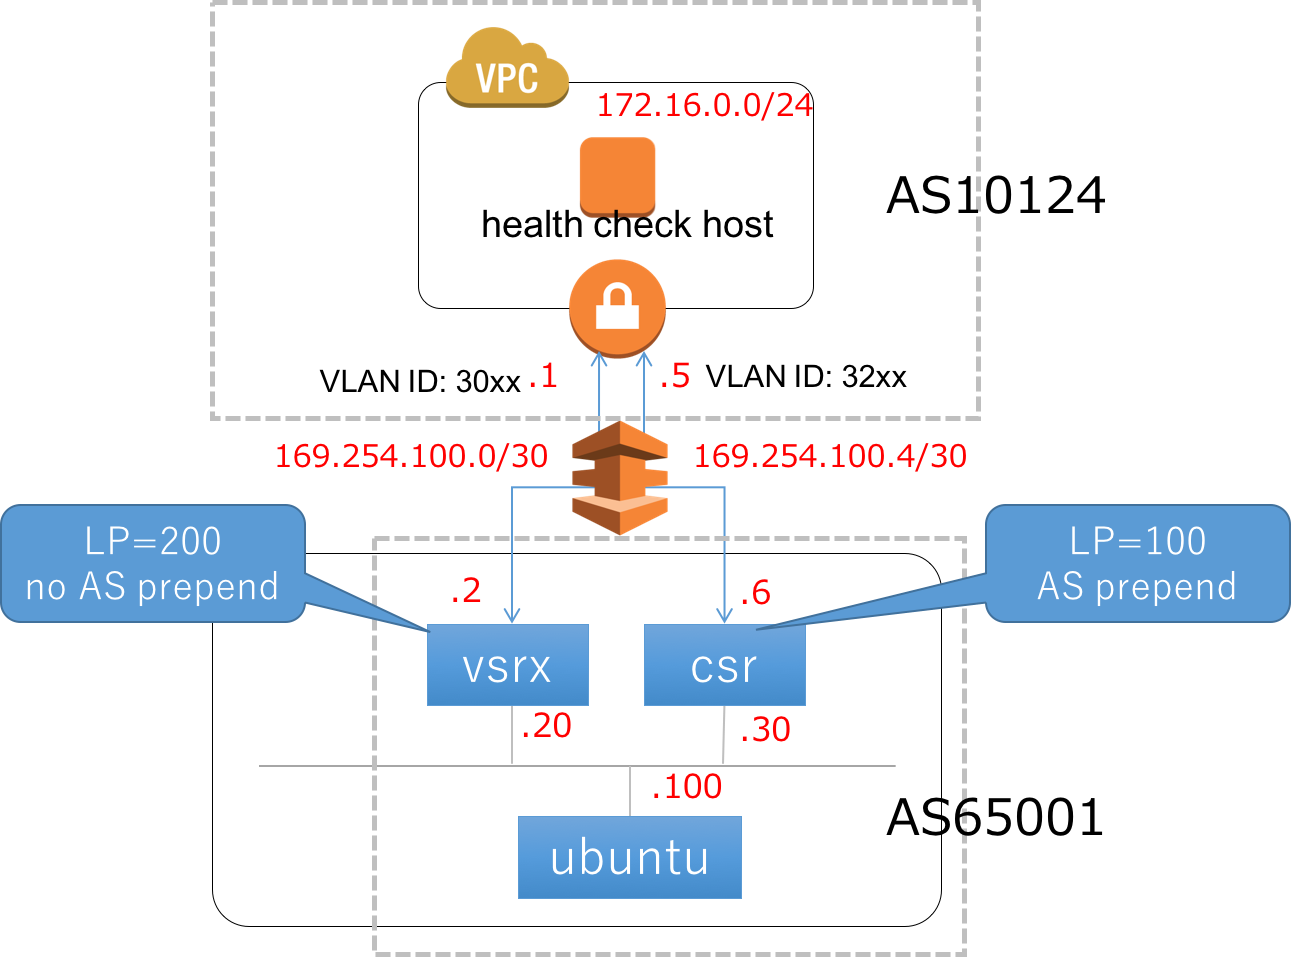 VPC
172.16.0.0/24
AS10124
health check host
VLAN ID: 30xx
.1
.5
VLAN ID: 32xx
169.254.100.0/30
169.254.100.4/30
LP=200
no AS prepend
LP=100
AS prepend
.2
.6
vsrx
csr
.20
.30
.100
AS65001
ubuntu